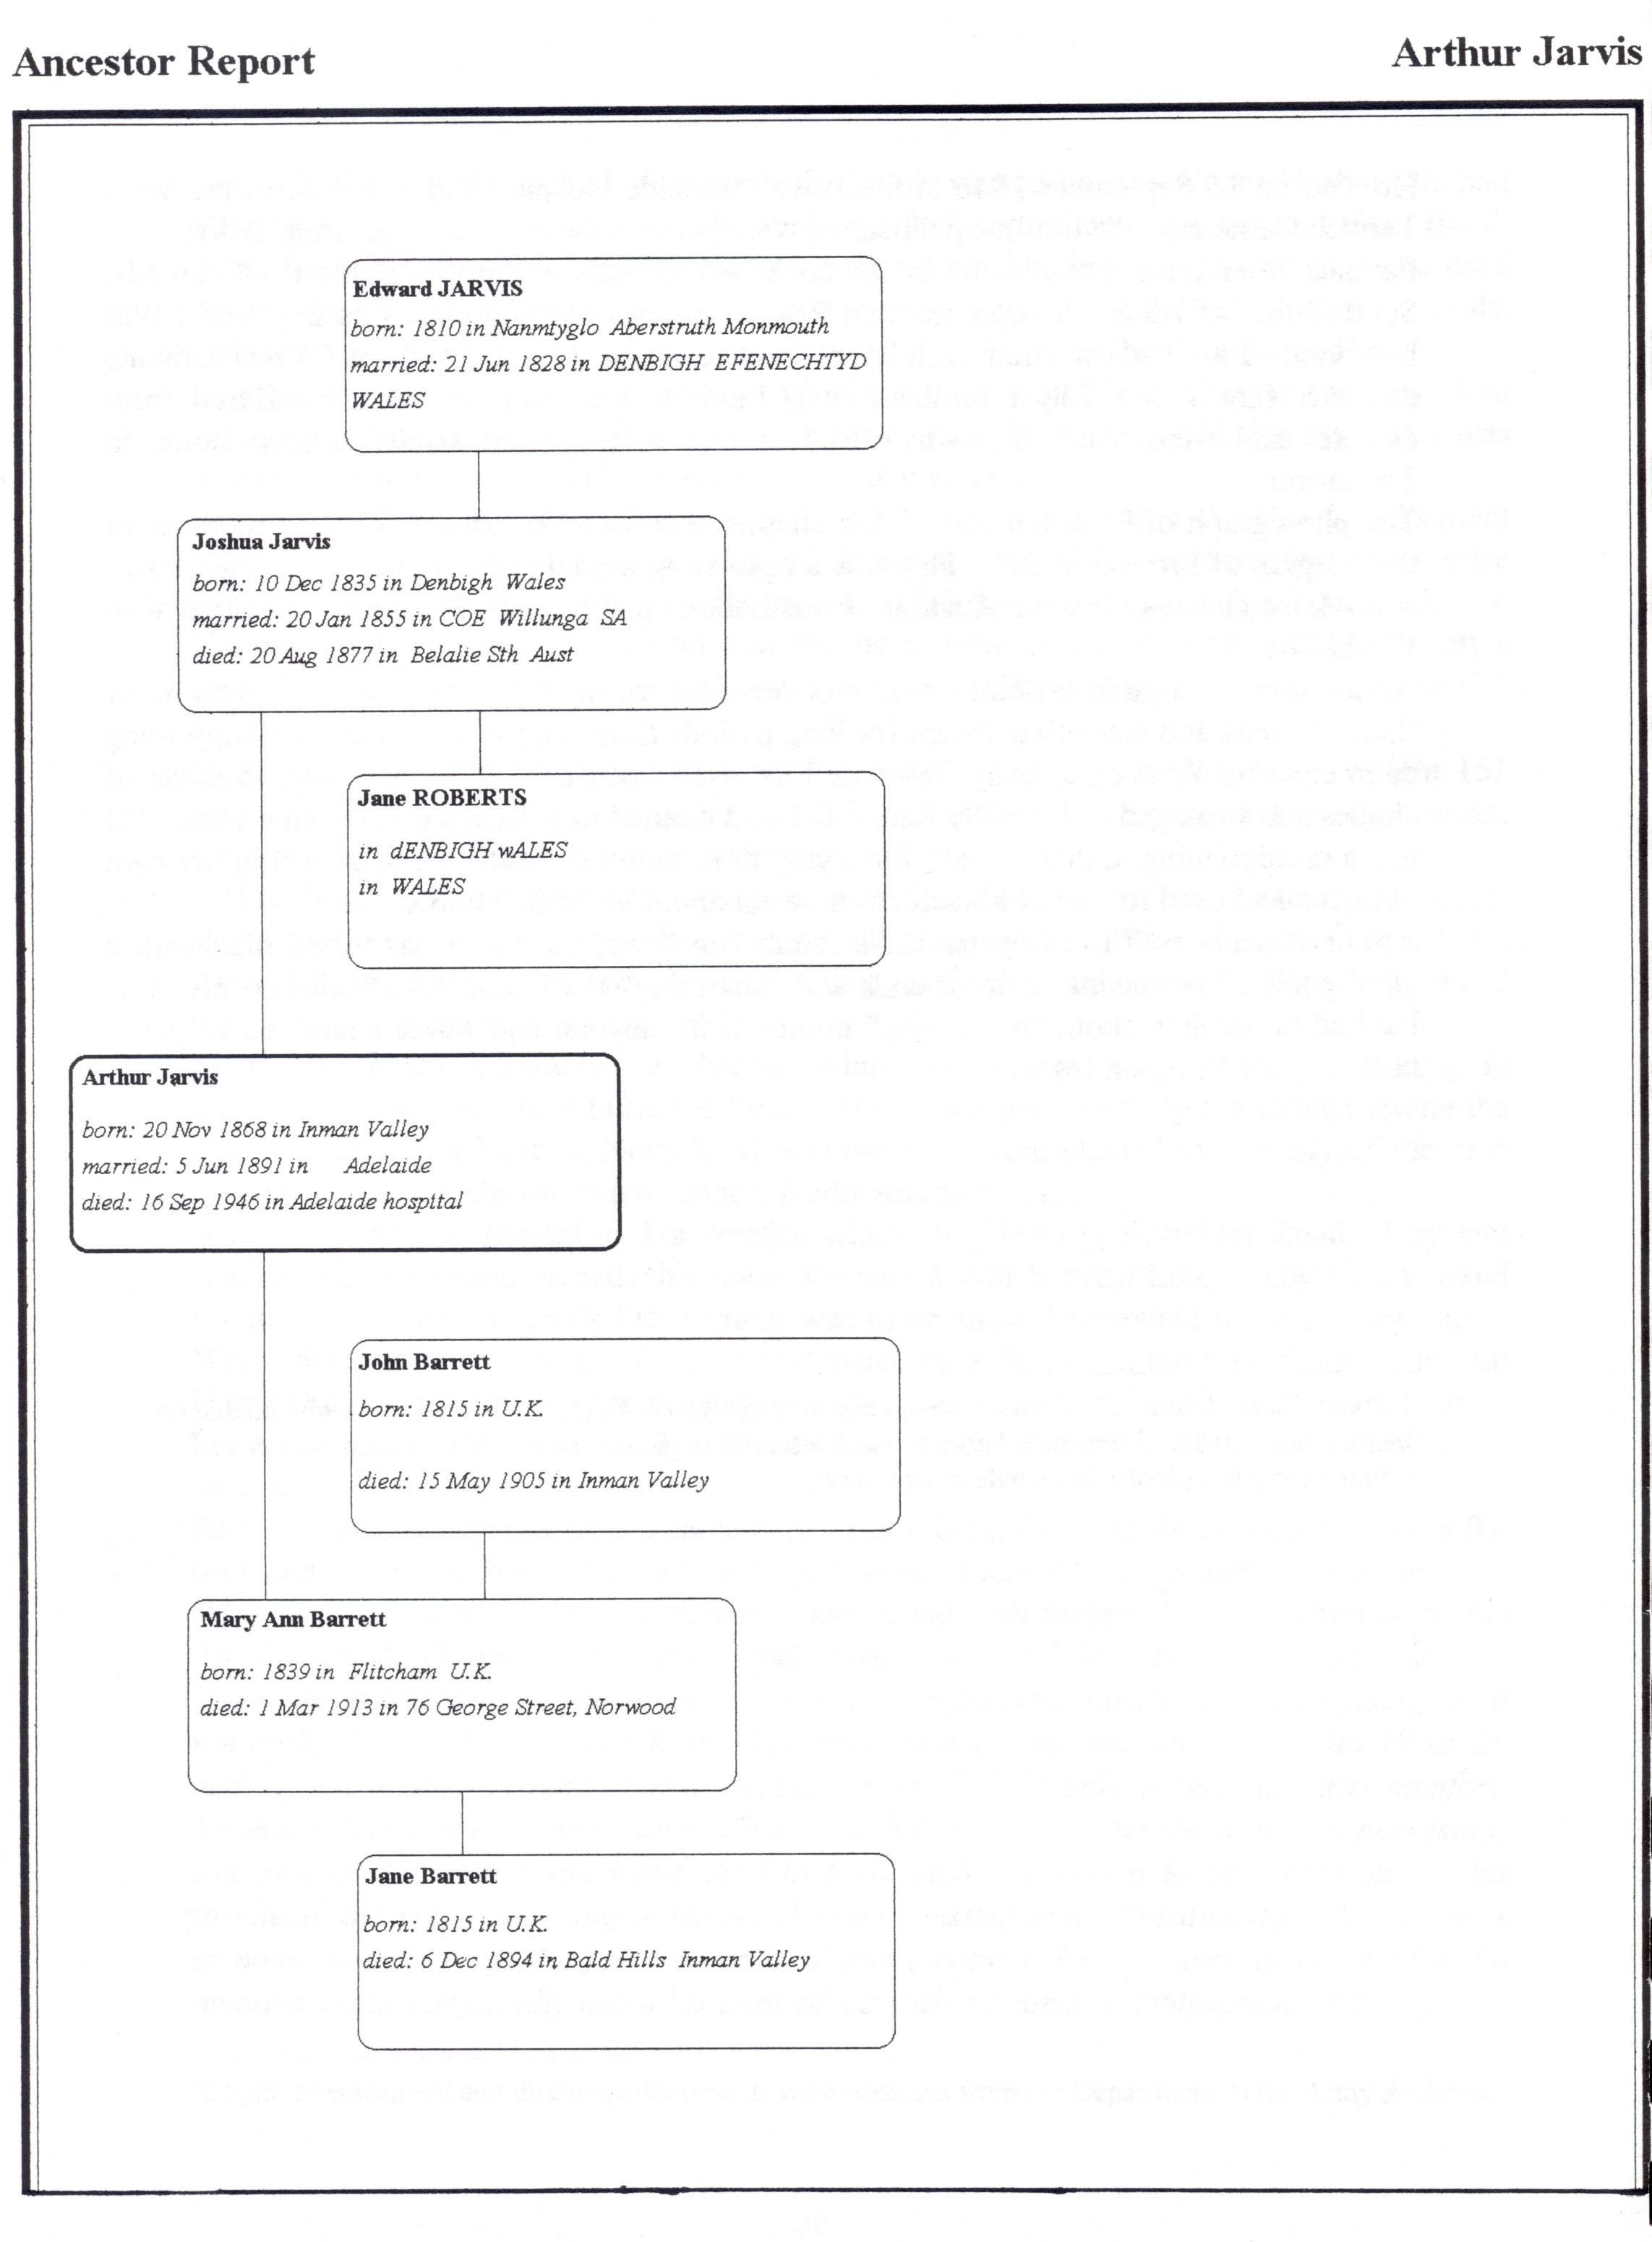 Ancestor Report
Arthur Jarvis
Edward JARVIS
born: 1810 in Nanmtyglo Aberstruth Monmouth
married: 21 Jun 1828 in DENBIGH EFENECHTYD
WALES
Joshua Jarvis
born: 10 Dec 1835 in Denbigh Wales
married: 20 Jan 1855 in COE Willunga SA
died: 20 Aug 1877 in Belalie Sth Aust
Jane ROBERTS
in dENBIGH wALES
in WALES
Arthur Jarvis
born: 20 Nov 1868 in Inman Valley
married: 5 Jun 1891 in Adelaide
died: 16 Sep 1946 in Adelaide hospital
John Barrett
born: 1815 in U.K.
died: 15 May 1905 in Inman Valley
Mary Ann Barrett
born: 1839 in Flitcham U.K.
died: 1 Mar 1913 in 76 George Street, Norwood
Jane Barrett
born: 1815 in U.K.
died: 6 Dec 1894 in Bald Hills Inman Valley